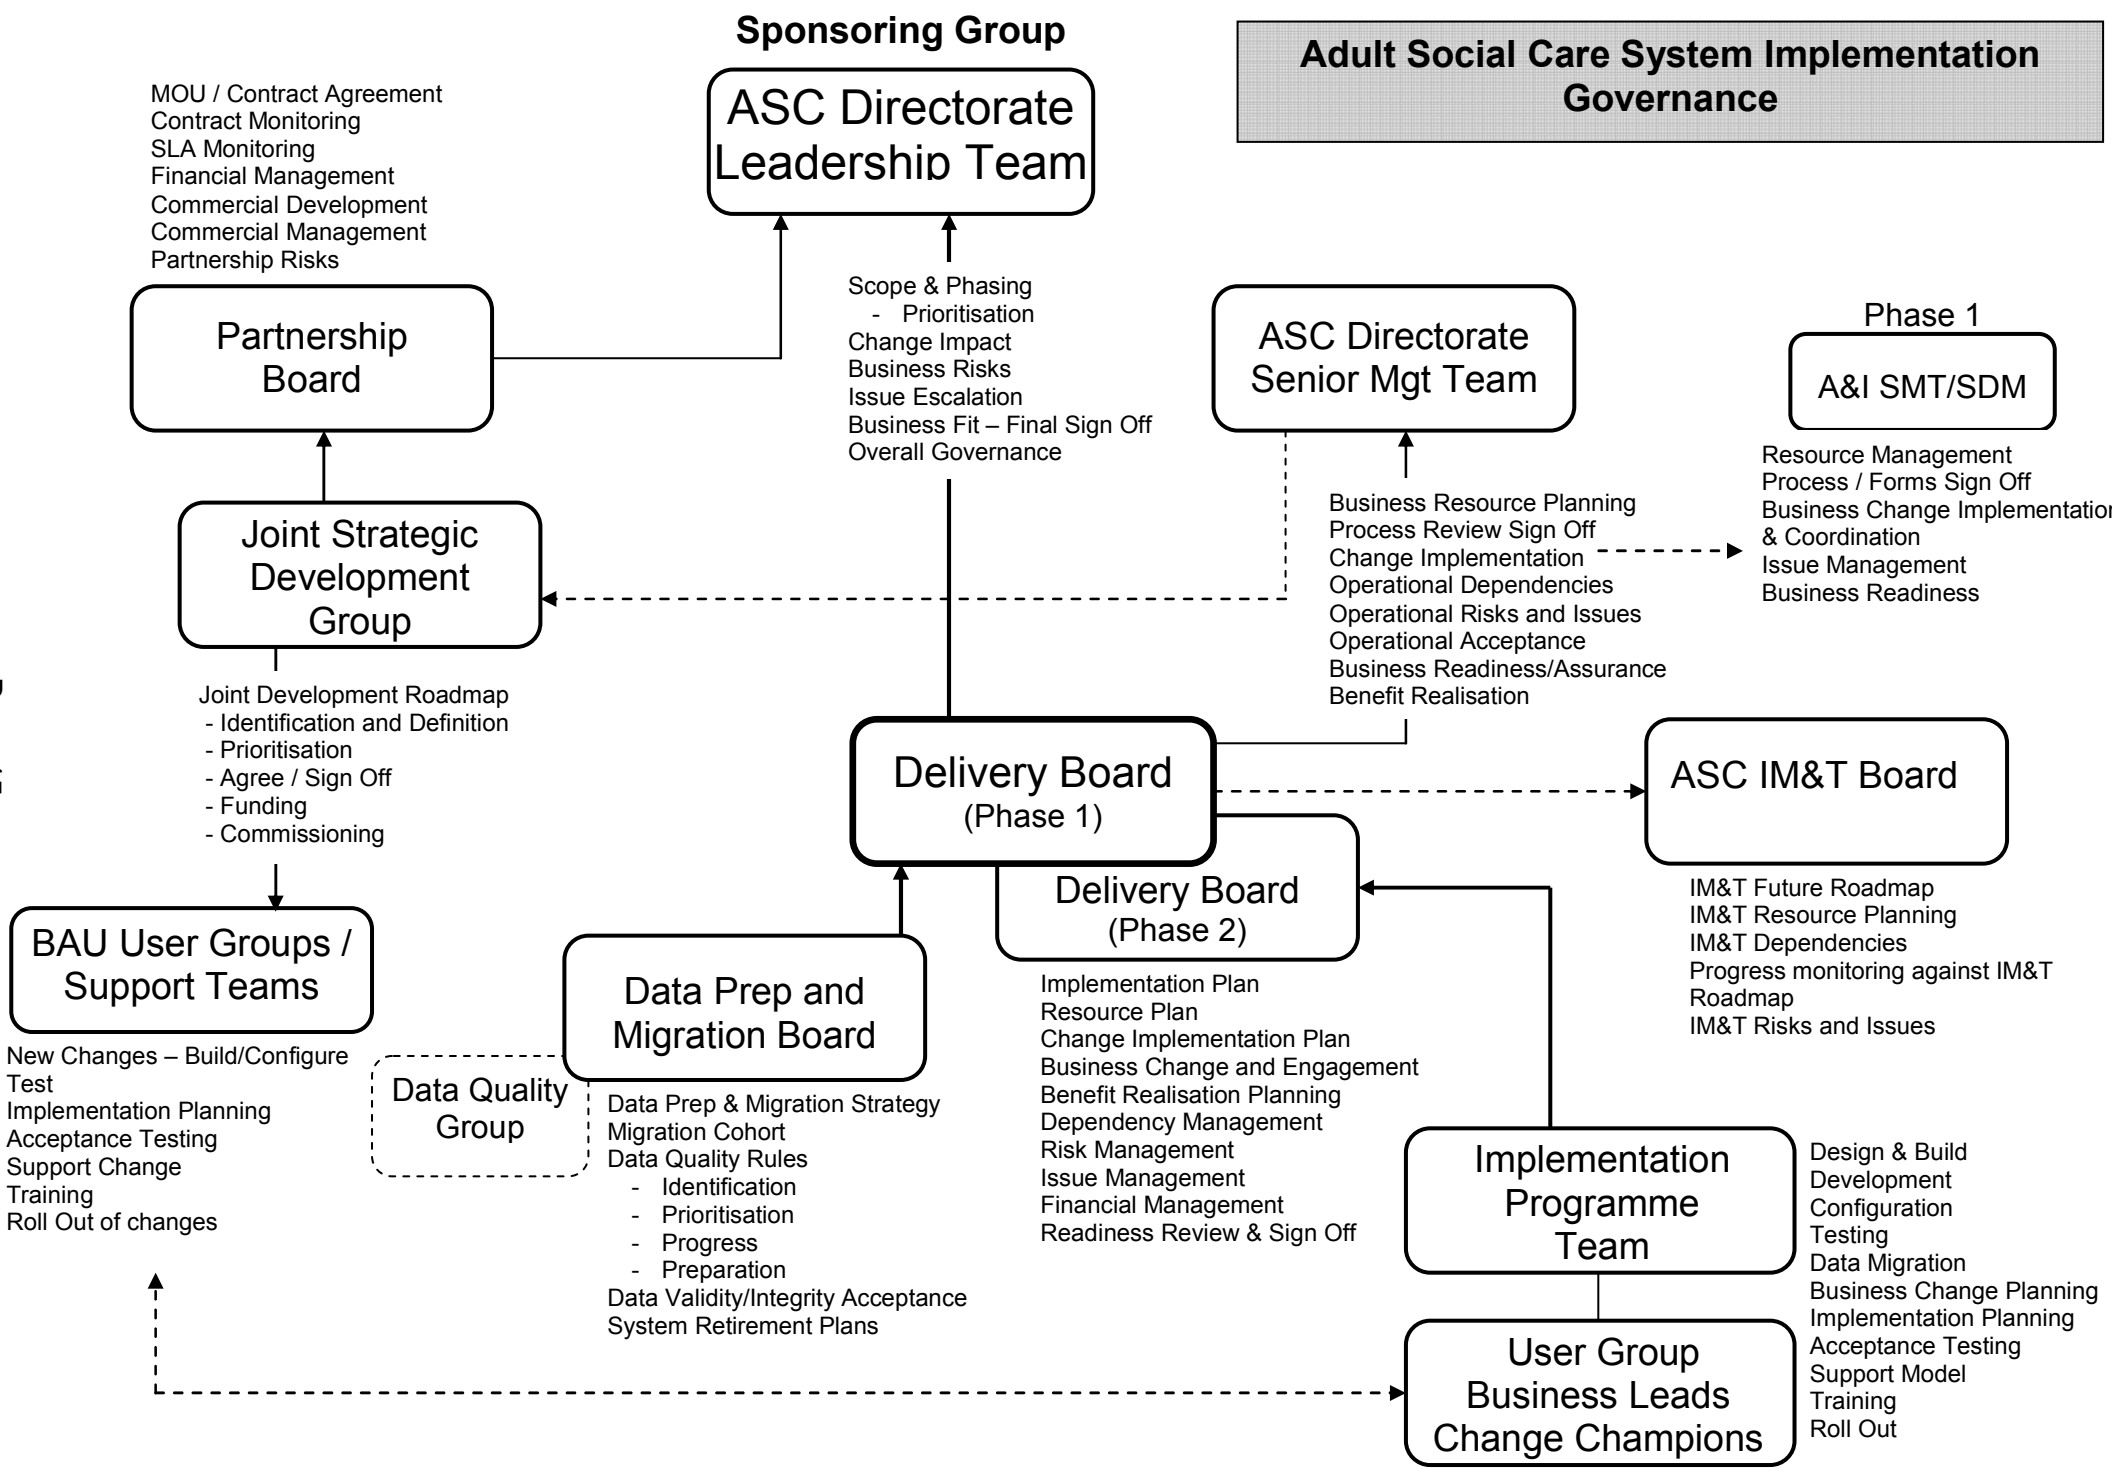 Sponsoring Group
Adult Social Care System Implementation
Governance
ASC Directorate
Leadership Team
MOU / Contract Agreement
Contract Monitoring
SLA Monitoring
Financial Management
Commercial Development
Commercial Management
Partnership Risks
Partnership
Board
Scope & Phasing
- Prioritisation
Change Impact
Business Risks
Issue Escalation
Business Fit – Final Sign Off
Overall Governance
ASC Directorate
Senior Mgt Team
Phase 1
A&I SMT/SDM
Resource Management
Process / Forms Sign Off
Business Change Implementation
& Coordination
Issue Management
Business Readiness
Business Resource Planning
Process Review Sign Off
Change Implementation
Operational Dependencies
Operational Risks and Issues
Operational Acceptance
Business Readiness/Assurance
Benefit Realisation
Joint Strategic
Development
Group
Joint Development Roadmap
- Identification and Definition
- Prioritisation
- Agree / Sign Off
- Funding
- Commissioning
Delivery Board
(Phase 1)
ASC IM&T Board
Delivery Board
(Phase 2)
IM&T Future Roadmap
IM&T Resource Planning
IM&T Dependencies
Progress monitoring against IM&T
Roadmap
IM&T Risks and Issues
BAU User Groups /
Support Teams
New Changes – Build/Configure
Test
Implementation Planning
Acceptance Testing
Support Change
Training
Roll Out of changes
Data Prep and
Migration Board
Data Quality
Group
Data Prep & Migration Strategy
Migration Cohort
Data Quality Rules
- Identification
- Prioritisation
- Progress
- Preparation
Data Validity/Integrity Acceptance
System Retirement Plans
Implementation Plan
Resource Plan
Change Implementation Plan
Business Change and Engagement
Benefit Realisation Planning
Dependency Management
Risk Management
Issue Management
Financial Management
Readiness Review & Sign Off
Implementation
Programme
Team
Design & Build
Development
Configuration
Testing
Data Migration
Business Change Planning
Implementation Planning
Acceptance Testing
Support Model
Training
Roll Out
User Group
Business Leads
Change Champions